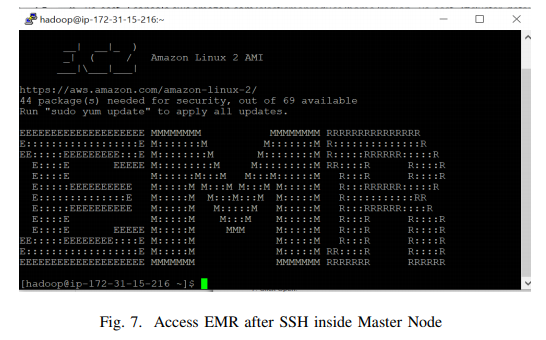 hadoop@ip-172-31-15-216:~
__|  __|_  )
_|  (     /   Amazon Linux 2 AMI
___|\___|___|
https://aws.amazon.com/amazon-linux-2/
44 package(s) needed for security, out of 69 available
Run "sudo yum update" to apply all updates.
EEEEEEEEEEEEEEEEEEEE MMMMMMMM           MMMMMMMM RRRRRRRRRRRRRRR
E::::::::::::::::::E M:::::::M         M:::::::M R::::::::::::::R
EE:::::EEEEEEEEE:::E M::::::::M       M::::::::M R:::::RRRRRR:::::R
E::::E       EEEEE M:::::::::M     M:::::::::M RR::::R      R::::R
E::::E             M::::::M:::M   M:::M::::::M   R:::R      R::::R
E:::::EEEEEEEEEE   M:::::M M:::M M:::M M:::::M   R:::RRRRRR:::::R
E::::::::::::::E   M:::::M  M:::M:::M  M:::::M   R:::::::::::RR
E:::::EEEEEEEEEE   M:::::M   M:::::M   M:::::M   R:::RRRRRR::::R
E::::E             M:::::M    M:::M    M:::::M   R:::R      R::::R
E::::E       EEEEE M:::::M     MMM     M:::::M   R:::R      R::::R
EE:::::EEEEEEEE::::E M:::::M             M:::::M   R:::R      R::::R
E::::::::::::::::::E M:::::M             M:::::M RR::::R      R::::R
EEEEEEEEEEEEEEEEEEEE MMMMMMM             MMMMMMM RRRRRRR      RRRRRR
[hadoop@ip-172-31-15-216 ~]$
Fig. 7. Access EMR after SSH inside Master Node